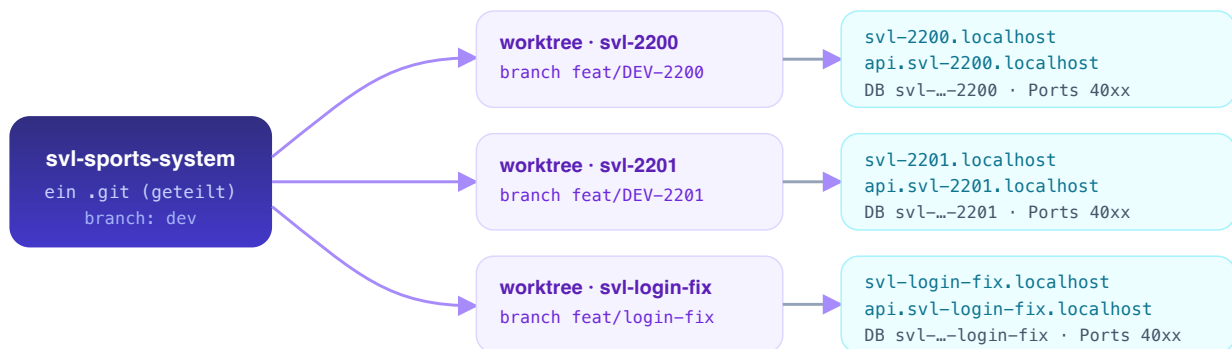 svl-sports-system
ein .git (geteilt)
branch: dev
worktree · svl-2200
branch feat/DEV-2200
svl-2200.localhost
api.svl-2200.localhost
DB svl-…-2200 · Ports 40xx
worktree · svl-2201
branch feat/DEV-2201
svl-2201.localhost
api.svl-2201.localhost
DB svl-…-2201 · Ports 40xx
worktree · svl-login-fix
branch feat/login-fix
svl-login-fix.localhost
api.svl-login-fix.localhost
DB svl-…-login-fix · Ports 40xx